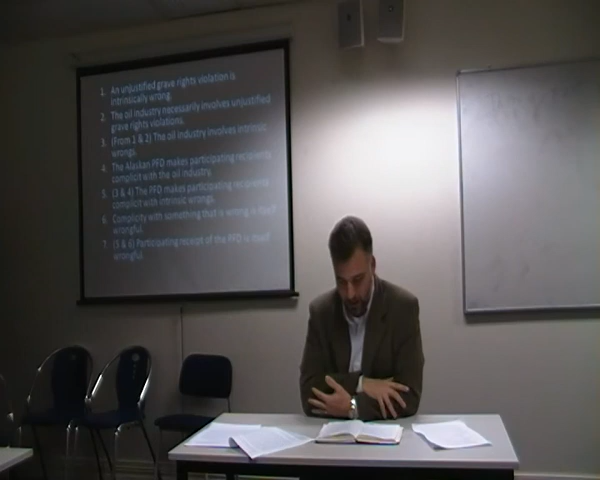 1. An unjustified grave rights violation is
intrinsically wrong.
2. The oil industry necessarily involves unjustified
grave rights violations.
3. (From 1 & 2) The oil industry involves intrinsic
wrongs.
4. The Alaskan PFD makes participating recipients
complicit with the oil industry.
5. (3 & 4) The PFD makes participating recipients
complicit with intrinsic wrongs.
6. Complicity with something that is wrong is itself
wrongful.
7. (5 & 6) Participating receipt of the PFD is itself
wrongful.